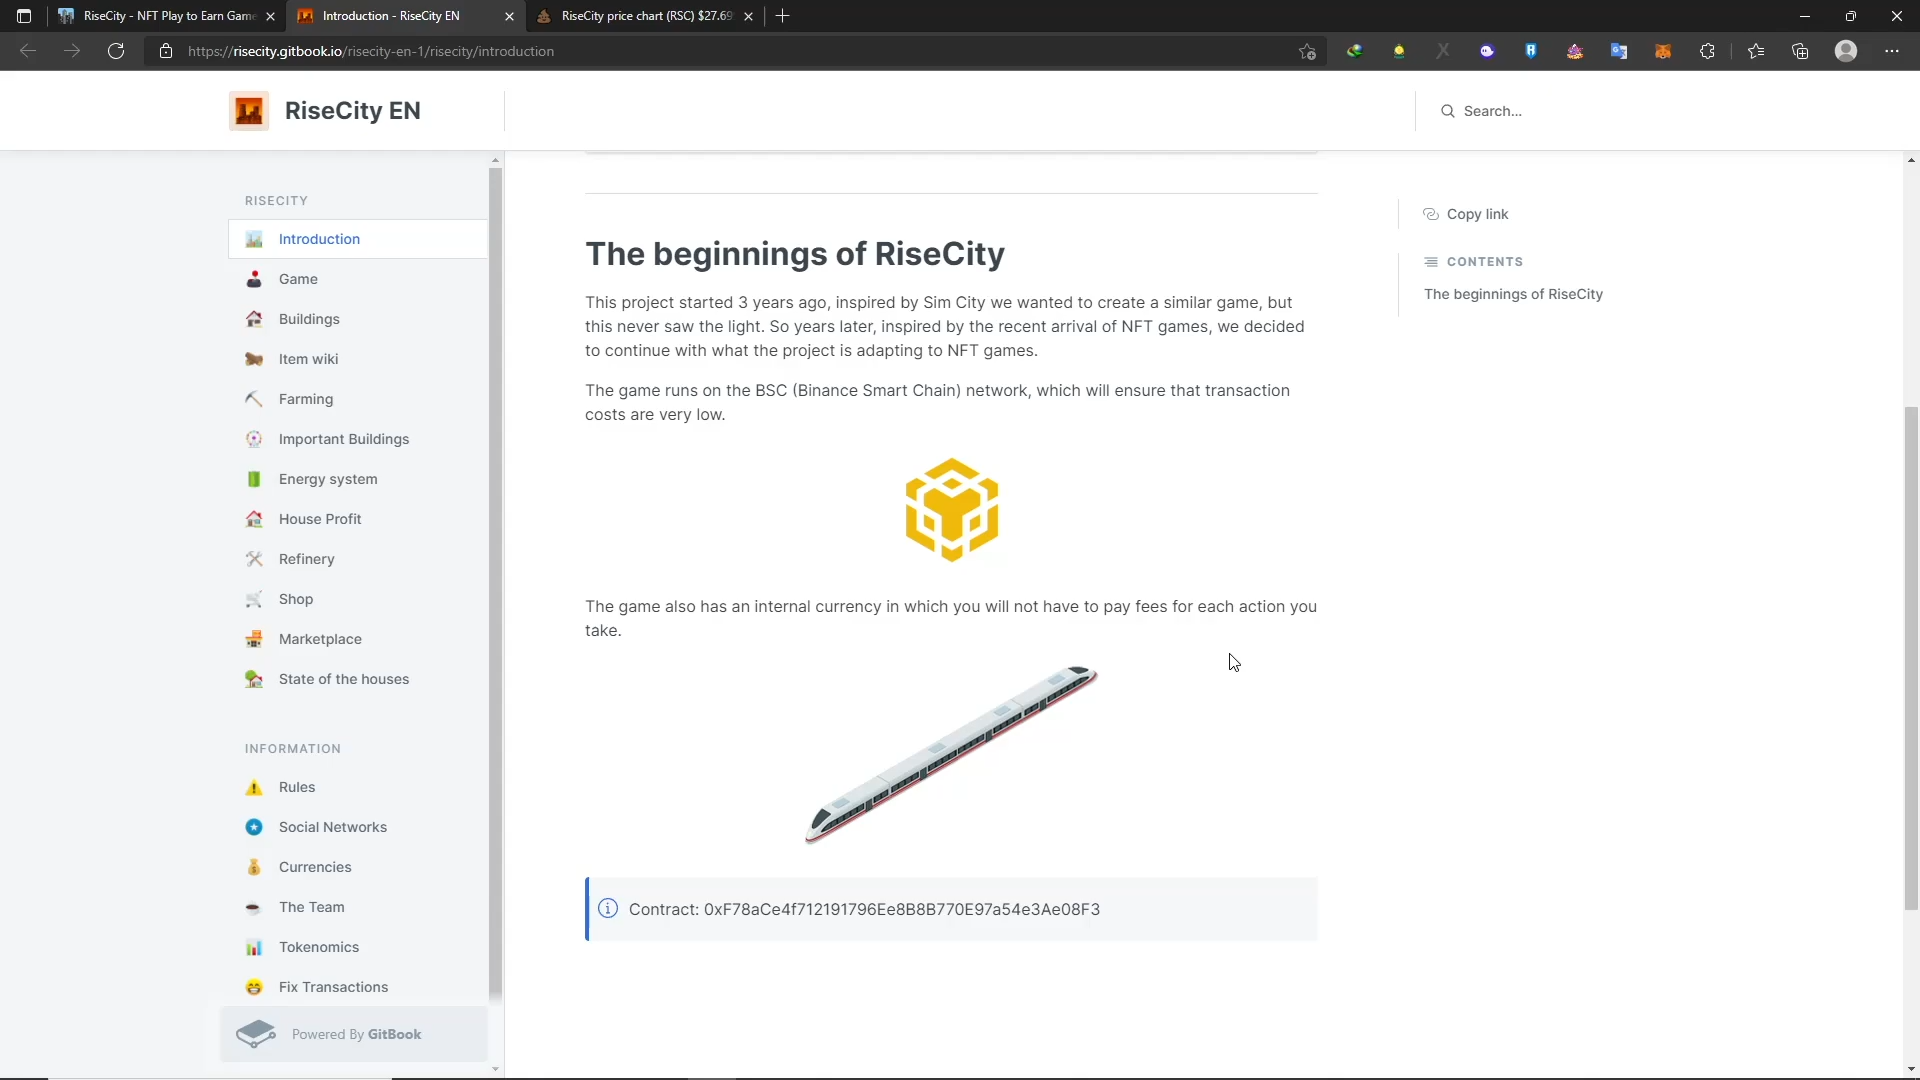 RiseCity - NFT Play to Earn Game
Introduction - RiseCity EN
RiseCity price chart (RSC) $27.69
https://risecity.gitbook.io/risecity-en-1/risecity/introduction
RiseCity EN
Search...
RISECITY
Introduction
Game
Buildings
Item wiki
Farming
Important Buildings
Energy system
House Profit
Refinery
Shop
Marketplace
State of the houses
INFORMATION
Rules
Social Networks
Currencies
The Team
Tokenomics
Fix Transactions
Powered By GitBook
The beginnings of RiseCity
This project started 3 years ago, inspired by Sim City we wanted to create a similar game, but
this never saw the light. So years later, inspired by the recent arrival of NFT games, we decided
to continue with what the project is adapting to NFT games.
The game runs on the BSC (Binance Smart Chain) network, which will ensure that transaction
costs are very low.
The game also has an internal currency in which you will not have to pay fees for each action you
take.
Contract: 0xF78aCe4f712191796Ee8B8B770E97a54e3Ae08F3
Copy link
CONTENTS
The beginnings of RiseCity